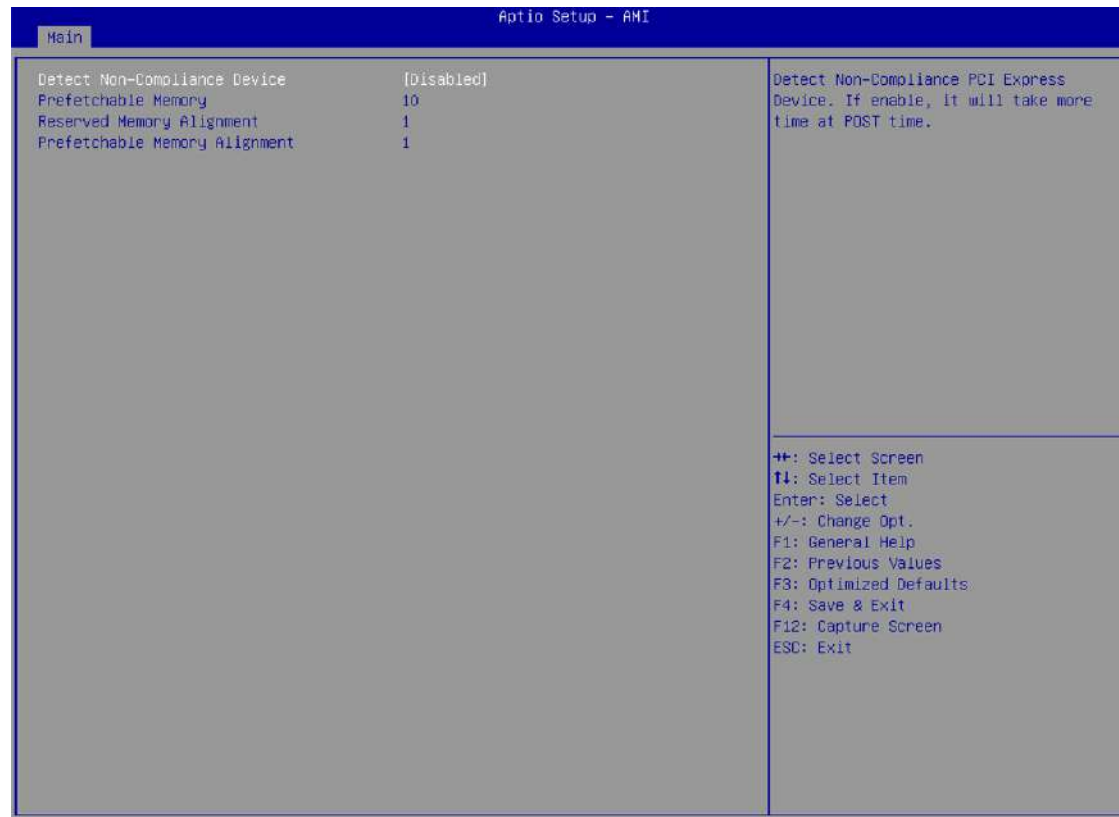 Aptio Setup - AMI
Main
Detect Non-Compliance Device [Disabled]
Prefetchable Memory 10
Reserved Memory Alignment 1
Prefetchable Memory Alignment 1
Detect Non-Compliance PCI Express
Device. If enable, it will take more
time at POST time.
→←: Select Screen
↑↓: Select Item
Enter: Select
+/-: Change Opt.
F1: General Help
F2: Previous Values
F3: Optimized Defaults
F4: Save & Exit
F12: Capture Screen
ESC: Exit